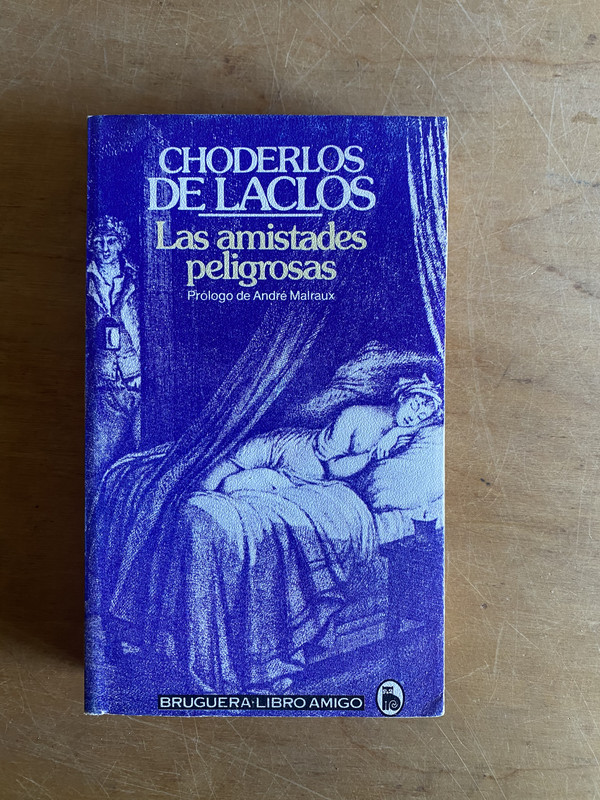 CHODERLOS
DE LACLOS
Las amistades
peligrosas
Prólogo de André Malraux
BRUGUERA·LIBRO AMIGO